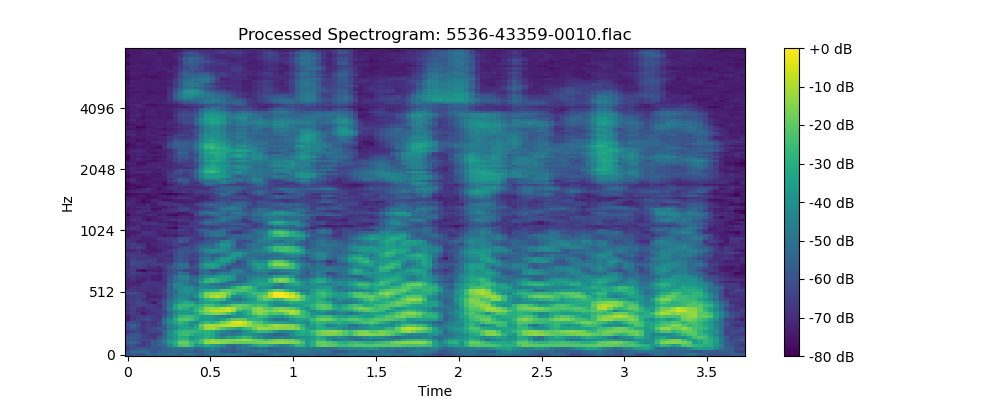 Processed Spectrogram: 5536-43359-0010.flac
Hz
4096
2048
1024
512
0
0 0.5 1 1.5 2 2.5 3 3.5
Time
+0 dB
-10 dB
-20 dB
-30 dB
-40 dB
-50 dB
-60 dB
-70 dB
-80 dB